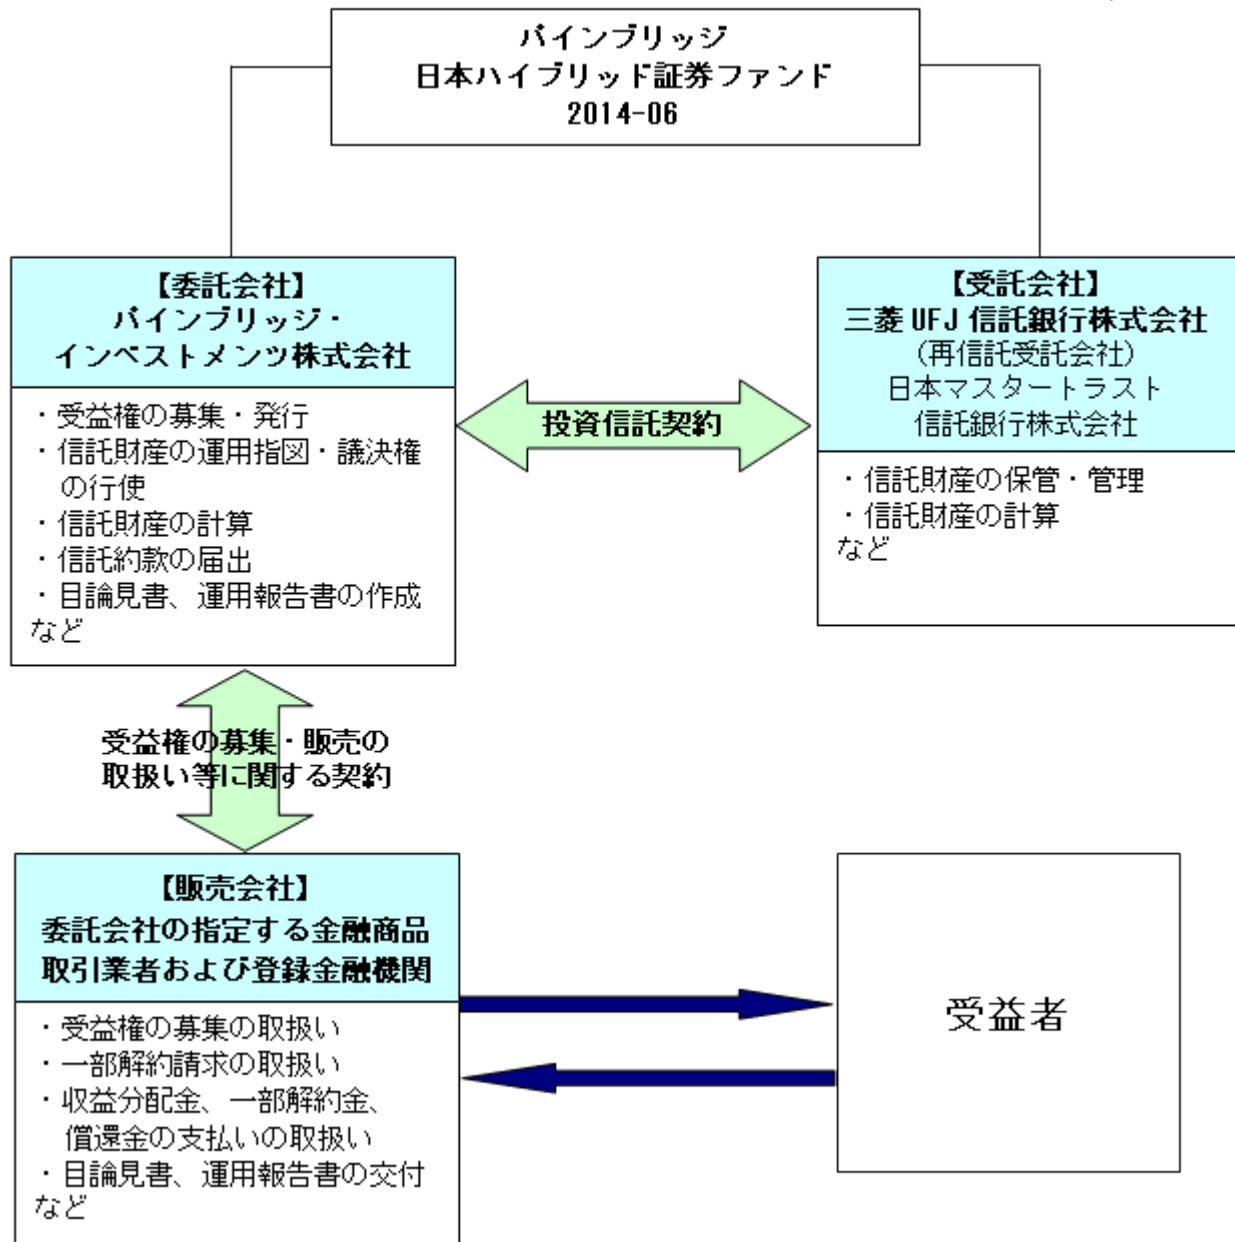 パインブリッジ
日本ハイブリッド証券ファンド
2014-06
【委託会社】
パインブリッジ・
インベストメンツ株式会社
・受益権の募集・発行
・信託財産の運用指図・議決権
の行使
・信託財産の計算
・信託約款の届出
・目論見書、運用報告書の作成
など
投資信託契約
【受託会社】
三菱 UFJ 信託銀行株式会社
（再信託受託会社）
日本マスタートラスト
信託銀行株式会社
・信託財産の保管・管理
・信託財産の計算
など
受益権の募集・販売の
取扱い等に関する契約
【販売会社】
委託会社の指定する金融商品
取引業者および登録金融機関
・受益権の募集の取扱い
・一部解約請求の取扱い
・収益分配金、一部解約金、
償還金の支払いの取扱い
・目論見書、運用報告書の交付
など
受益者